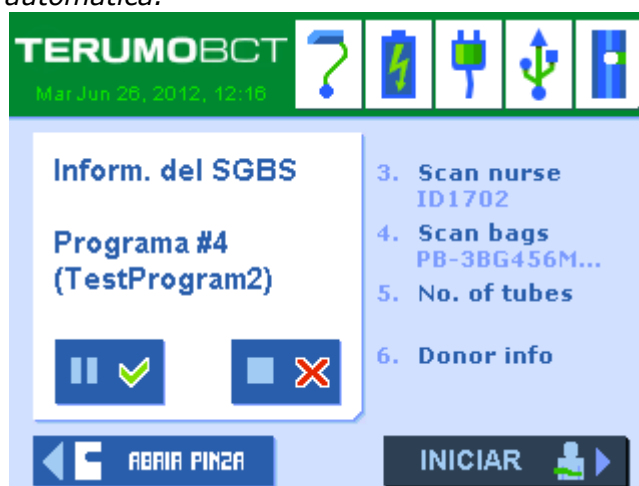 automática.
TERUMOBCT
Mar Jun 26, 2012, 12:16
Inform. del SGBS
Programa #4
(TestProgram2)
3. Scan nurse
ID1702
4. Scan bags
PB-3BG456M...
5. No. of tubes
6. Donor info
ABRIR PINZA
INICIAR